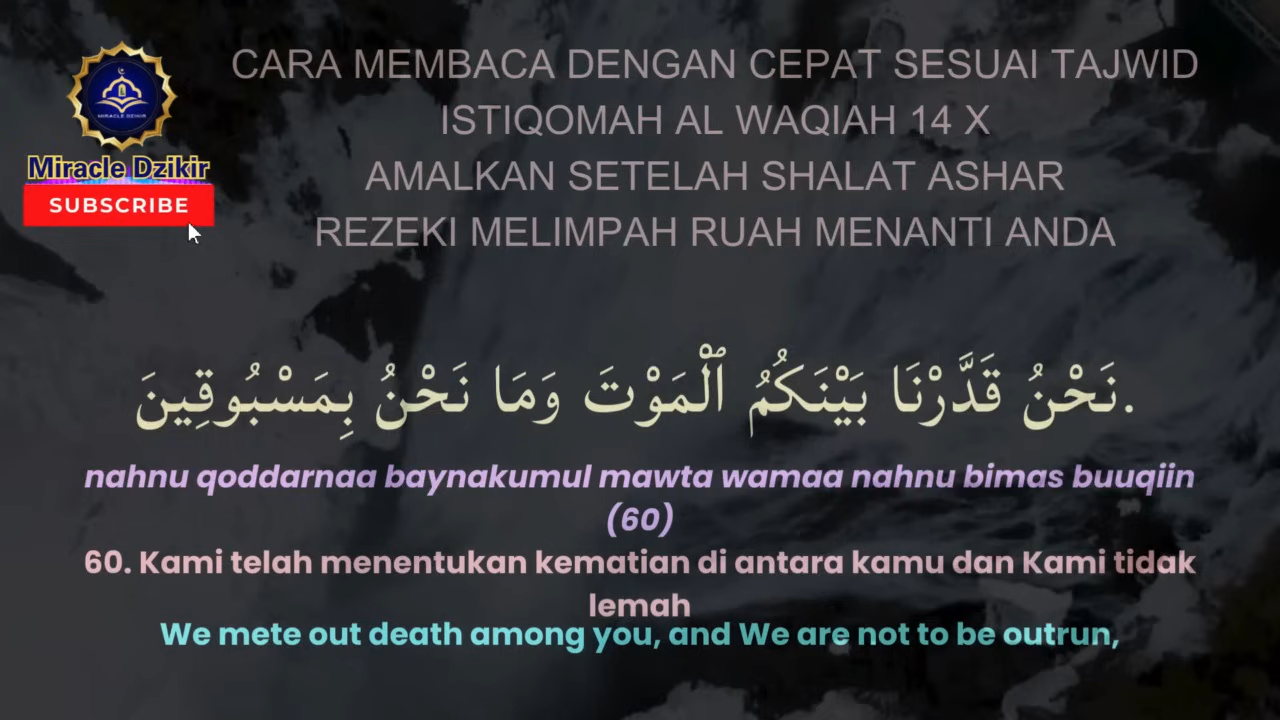 CARA MEMBACA DENGAN CEPAT SESUAI TAJWID
ISTIQOMAH AL WAQIAH 14 X
AMALKAN SETELAH SHALAT ASHAR
REZEKI MELIMPAH RUAH MENANTI ANDA
MIRACLE DZIKIR
Miracle Dzikir
SUBSCRIBE
نَحْنُ قَدَّرْنَا بَيْنَكُمُ ٱلْمَوْتَ وَمَا نَحْنُ بِمَسْبُوقِينَ.
nahnu qoddarnaa baynakumul mawta wamaa nahnu bimas buuqiin
(60)
60. Kami telah menentukan kematian di antara kamu dan Kami tidak
lemah
We mete out death among you, and We are not to be outrun,